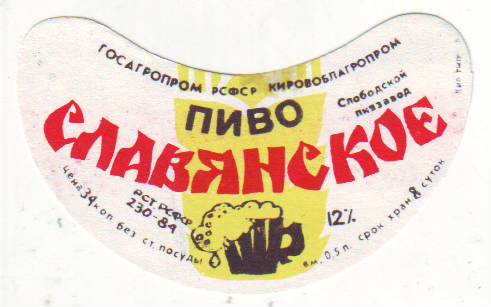 ГОСАГРОПРОМ РСФСР КИРОВОБЛАГРОПРОМ
ПИВО
Слободской
пивзавод
СЛАВЯНСКОЕ
РСТ РСФСР
230-84
12%
цена 34 коп. без ст. посуды
ем. 0,5 л. срок хран 8 суток